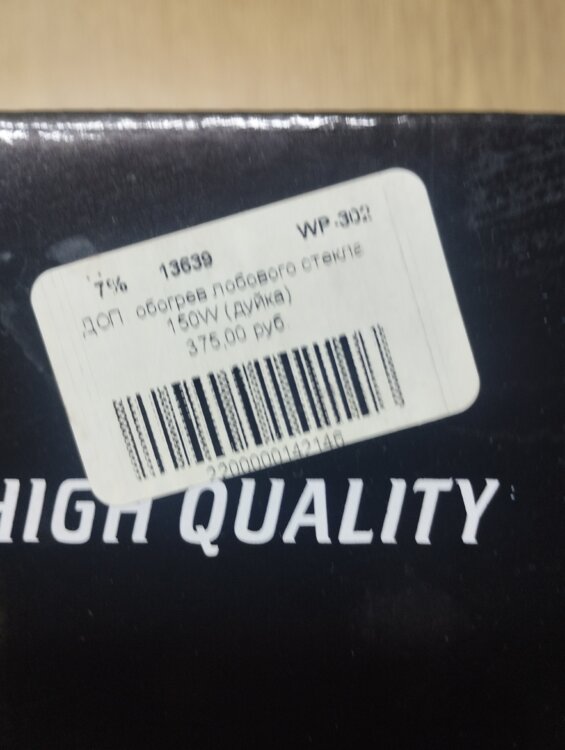 WP-302
7% 13639
ДОП. обогрев лобового стекла
150W (дуйка)
375.00 руб
2200000142146
HIGH QUALITY